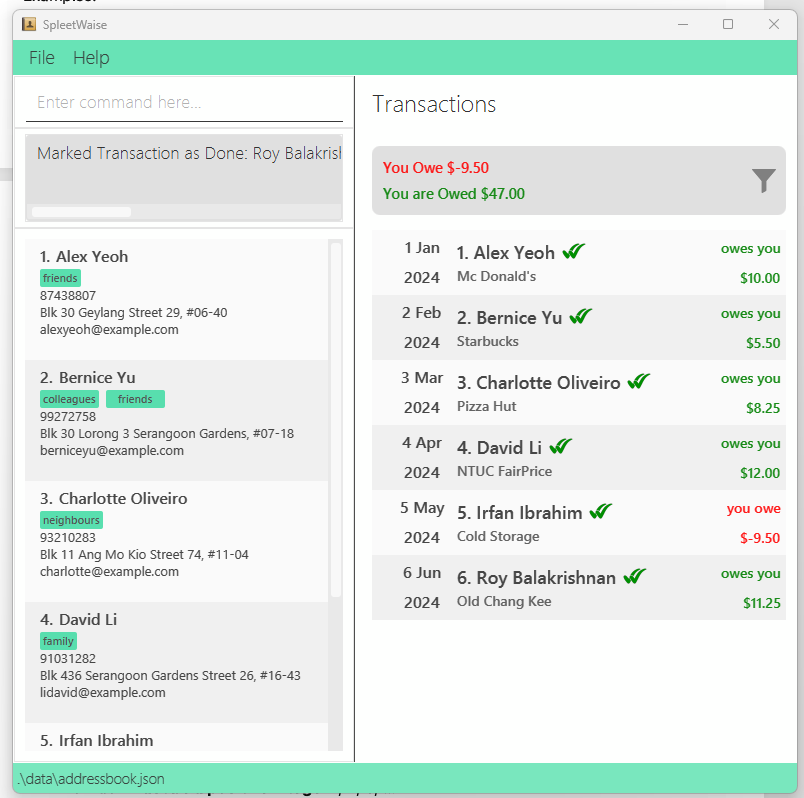 SpleetWaise
File Help
Enter command here...
Marked Transaction as Done: Roy Balakrish
1. Alex Yeoh
friends
87438807
Blk 30 Geylang Street 29, #06-40
alexyeoh@example.com
2. Bernice Yu
colleagues friends
99272758
Blk 30 Lorong 3 Serangoon Gardens, #07-18
berniceyu@example.com
3. Charlotte Oliveiro
neighbours
93210283
Blk 11 Ang Mo Kio Street 74, #11-04
charlotte@example.com
4. David Li
family
91031282
Blk 436 Serangoon Gardens Street 26, #16-43
lidavid@example.com
5. Irfan Ibrahim
Transactions
You Owe $-9.50
You are Owed $47.00
1 Jan 1. Alex Yeoh owes you
2024 Mc Donald's $10.00
2 Feb 2. Bernice Yu owes you
2024 Starbucks $5.50
3 Mar 3. Charlotte Oliveiro owes you
2024 Pizza Hut $8.25
4 Apr 4. David Li owes you
2024 NTUC FairPrice $12.00
5 May 5. Irfan Ibrahim you owe
2024 Cold Storage $-9.50
6 Jun 6. Roy Balakrishnan owes you
2024 Old Chang Kee $11.25
.\data\addressbook.json